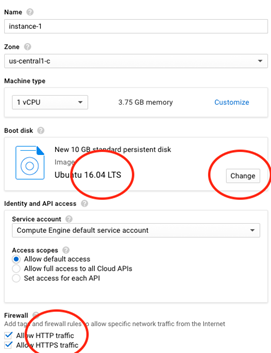 Name
instance-1
Zone
us-central1-c
Machine type
1 vCPU 3.75 GB memory Customize
Boot disk
New 10 GB standard persistent disk
Image
Ubuntu 16.04 LTS
Change
Identity and API access
Service account
Compute Engine default service account
Access scopes
Allow default access
Allow full access to all Cloud APIs
Set access for each API
Firewall
Add tags and firewall rules to allow specific network traffic from the Internet
Allow HTTP traffic
Allow HTTPS traffic